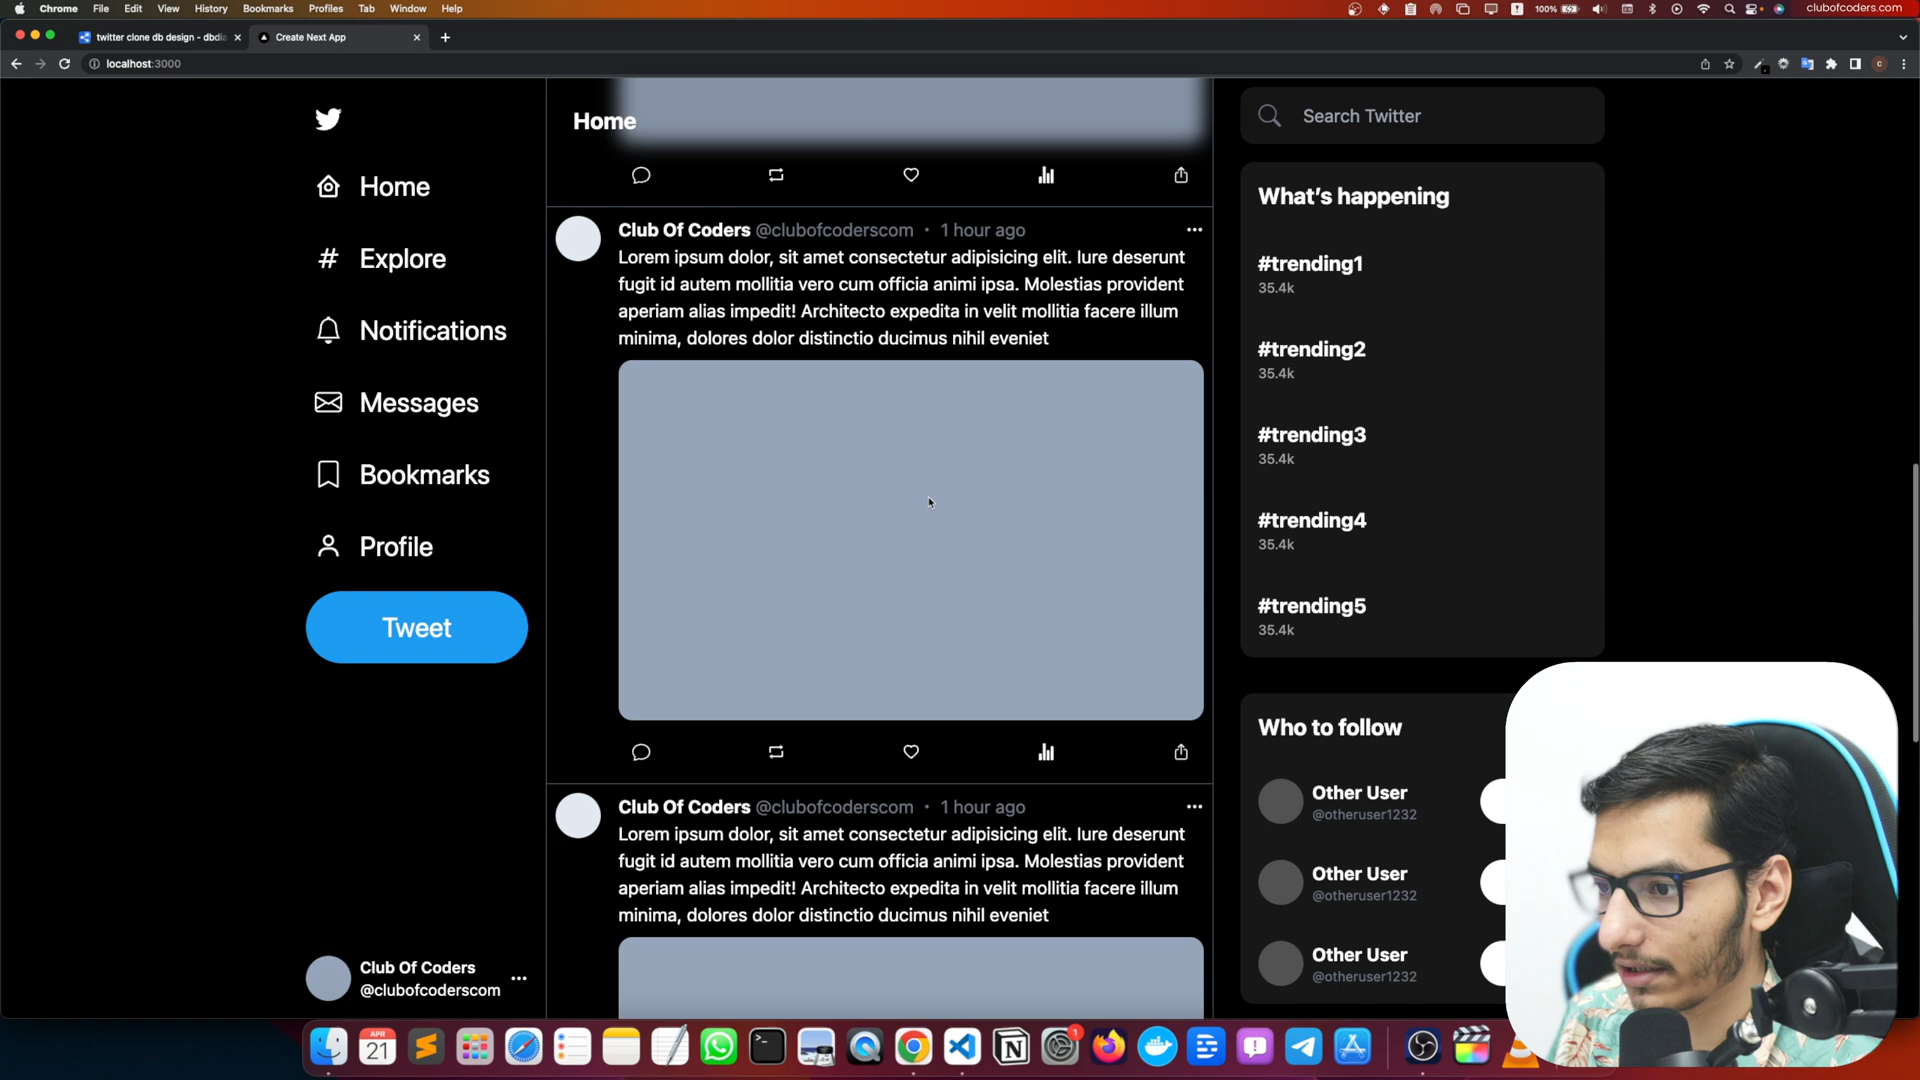 Chrome File Edit View History Bookmarks Profiles Tab Window Help
100%
clubofcoders.com
twitter clone db design - dbdi
Create Next App
localhost:3000
Home
Search Twitter
Home
Explore
Notifications
Messages
Bookmarks
Profile
Tweet
Club Of Coders
@clubofcoderscom
Club Of Coders @clubofcoderscom · 1 hour ago
Lorem ipsum dolor, sit amet consectetur adipisicing elit. Iure deserunt
fugit id autem mollitia vero cum officia animi ipsa. Molestias provident
aperiam alias impedit! Architecto expedita in velit mollitia facere illum
minima, dolores dolor distinctio ducimus nihil eveniet
Club Of Coders @clubofcoderscom · 1 hour ago
Lorem ipsum dolor, sit amet consectetur adipisicing elit. Iure deserunt
fugit id autem mollitia vero cum officia animi ipsa. Molestias provident
aperiam alias impedit! Architecto expedita in velit mollitia facere illum
minima, dolores dolor distinctio ducimus nihil eveniet
What's happening
#trending1
35.4k
#trending2
35.4k
#trending3
35.4k
#trending4
35.4k
#trending5
35.4k
Who to follow
Other User
@otheruser1232
Other User
@otheruser1232
Other User
@otheruser1232
APR
21
1